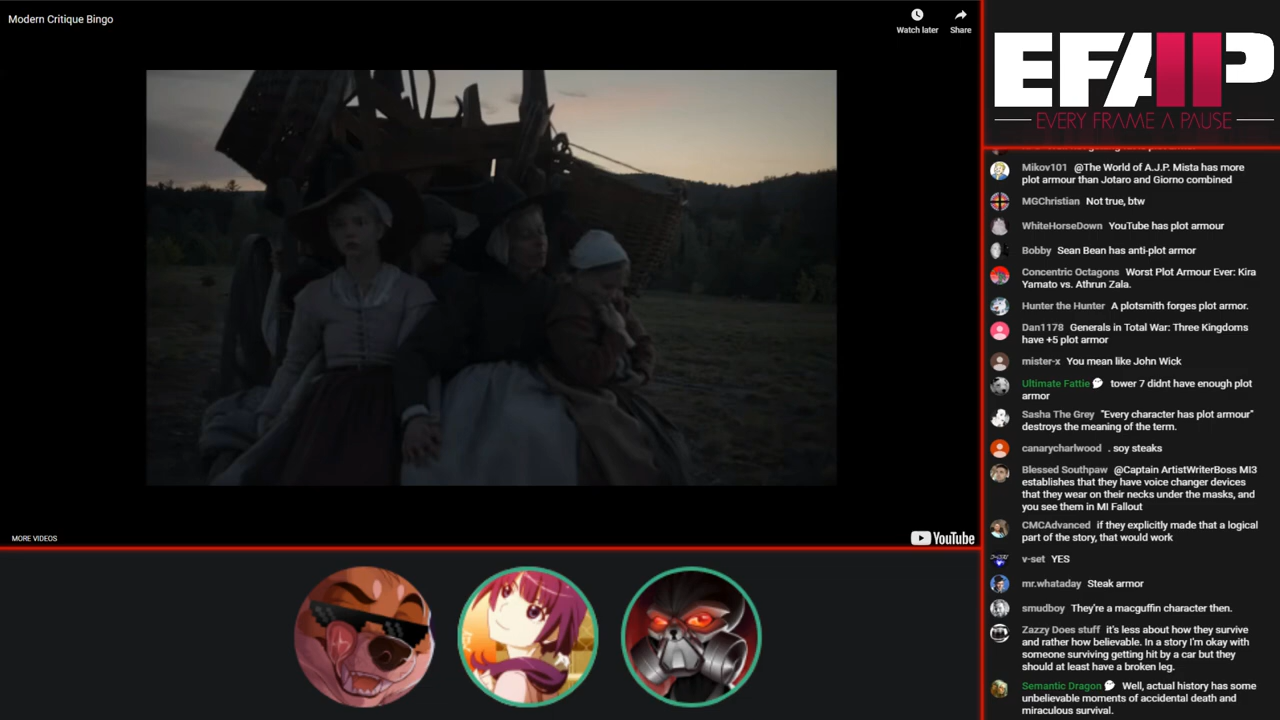 Modern Critique Bingo
Watch later
Share
MORE VIDEOS
YouTube
EFAP
EVERY FRAME A PAUSE
Mikov101 @The World of A.J.P. Mista has more
plot armour than Jotaro and Giorno combined
MGChristian Not true, btw
WhiteHorseDown YouTube has plot armour
Bobby Sean Bean has anti-plot armor
Concentric Octagons Worst Plot Armour Ever: Kira
Yamato vs. Athrun Zala.
Hunter the Hunter A plotsmith forges plot armor.
Dan1178 Generals in Total War: Three Kingdoms
have +5 plot armor
mister-x You mean like John Wick
Ultimate Fattie tower 7 didnt have enough plot
armor
Sasha The Grey "Every character has plot armour"
destroys the meaning of the term.
canarycharlwood . soy steaks
Blessed Southpaw @Captain ArtistWriterBoss MI3
establishes that they have voice changer devices
that they wear on their necks under the masks, and
you see them in MI Fallout
CMCAdvanced if they explicitly made that a logical
part of the story, that would work
v-set YES
mr.whataday Steak armor
smudboy They're a macguffin character then.
Zazzy Does stuff it's less about how they survive
and rather how believable. In a story I'm okay with
someone surviving getting hit by a car but they
should at least have a broken leg.
Semantic Dragon Well, actual history has some
unbelievable moments of accidental death and
miraculous survival.